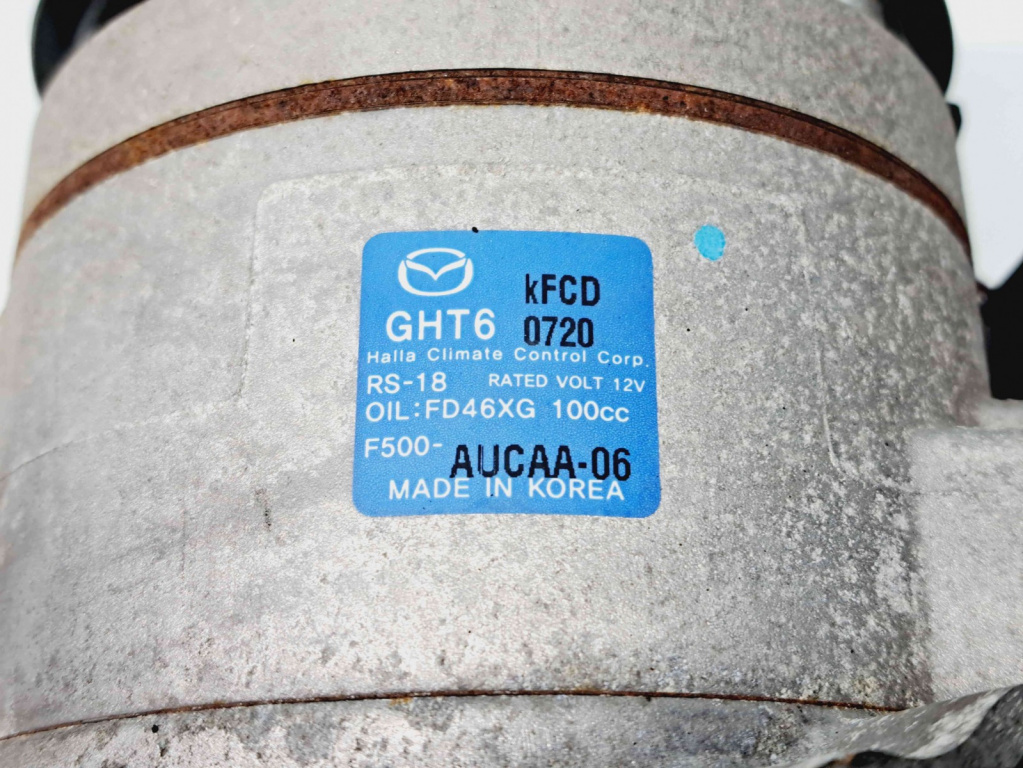 kFCD
GHT6 0720
Halla Climate Control Corp.
RS-18 RATED VOLT 12V
OIL:FD46XG 100cc
F500-AUCAA-06
MADE IN KOREA